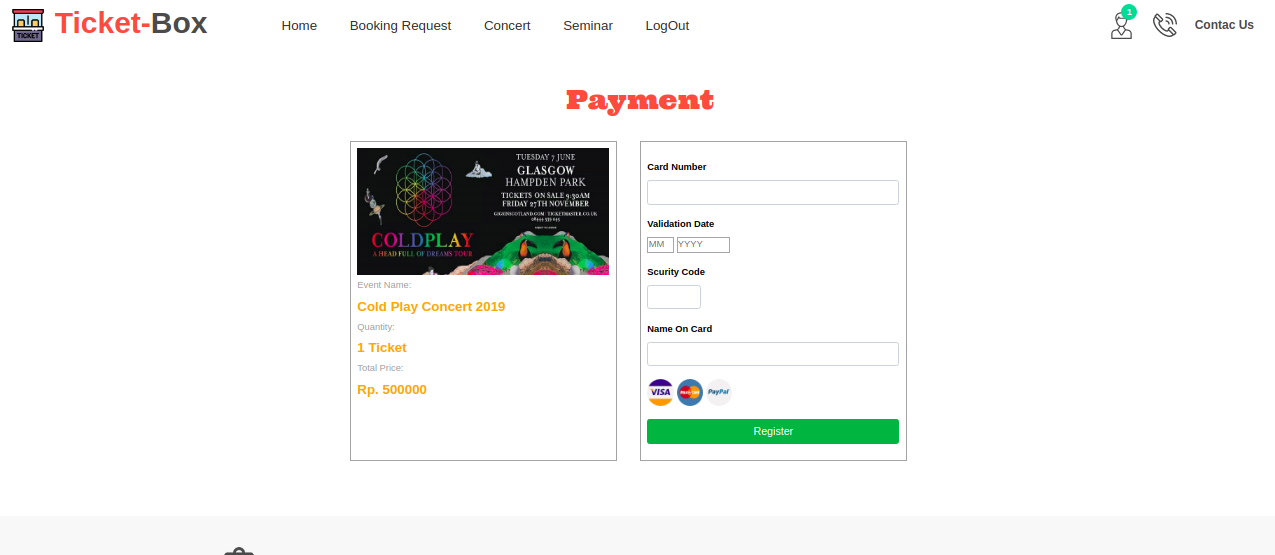 TICKET
Ticket-Box
Home
Booking Request
Concert
Seminar
LogOut
1
Contac Us
Payment
TUESDAY 7 JUNE
GLASGOW
HAMPDEN PARK
TICKETS ON SALE 9:30AM
FRIDAY 27TH NOVEMBER
GIGSINSCOTLAND.COM TICKETMASTER.CO.UK
COLDPLAY
A HEAD FULL OF DREAMS TOUR
Event Name:
Cold Play Concert 2019
Quantity:
1 Ticket
Total Price:
Rp. 500000
Card Number
Validation Date
MM
YYYY
Scurity Code
Name On Card
VISA
MasterCard
PayPal
Register